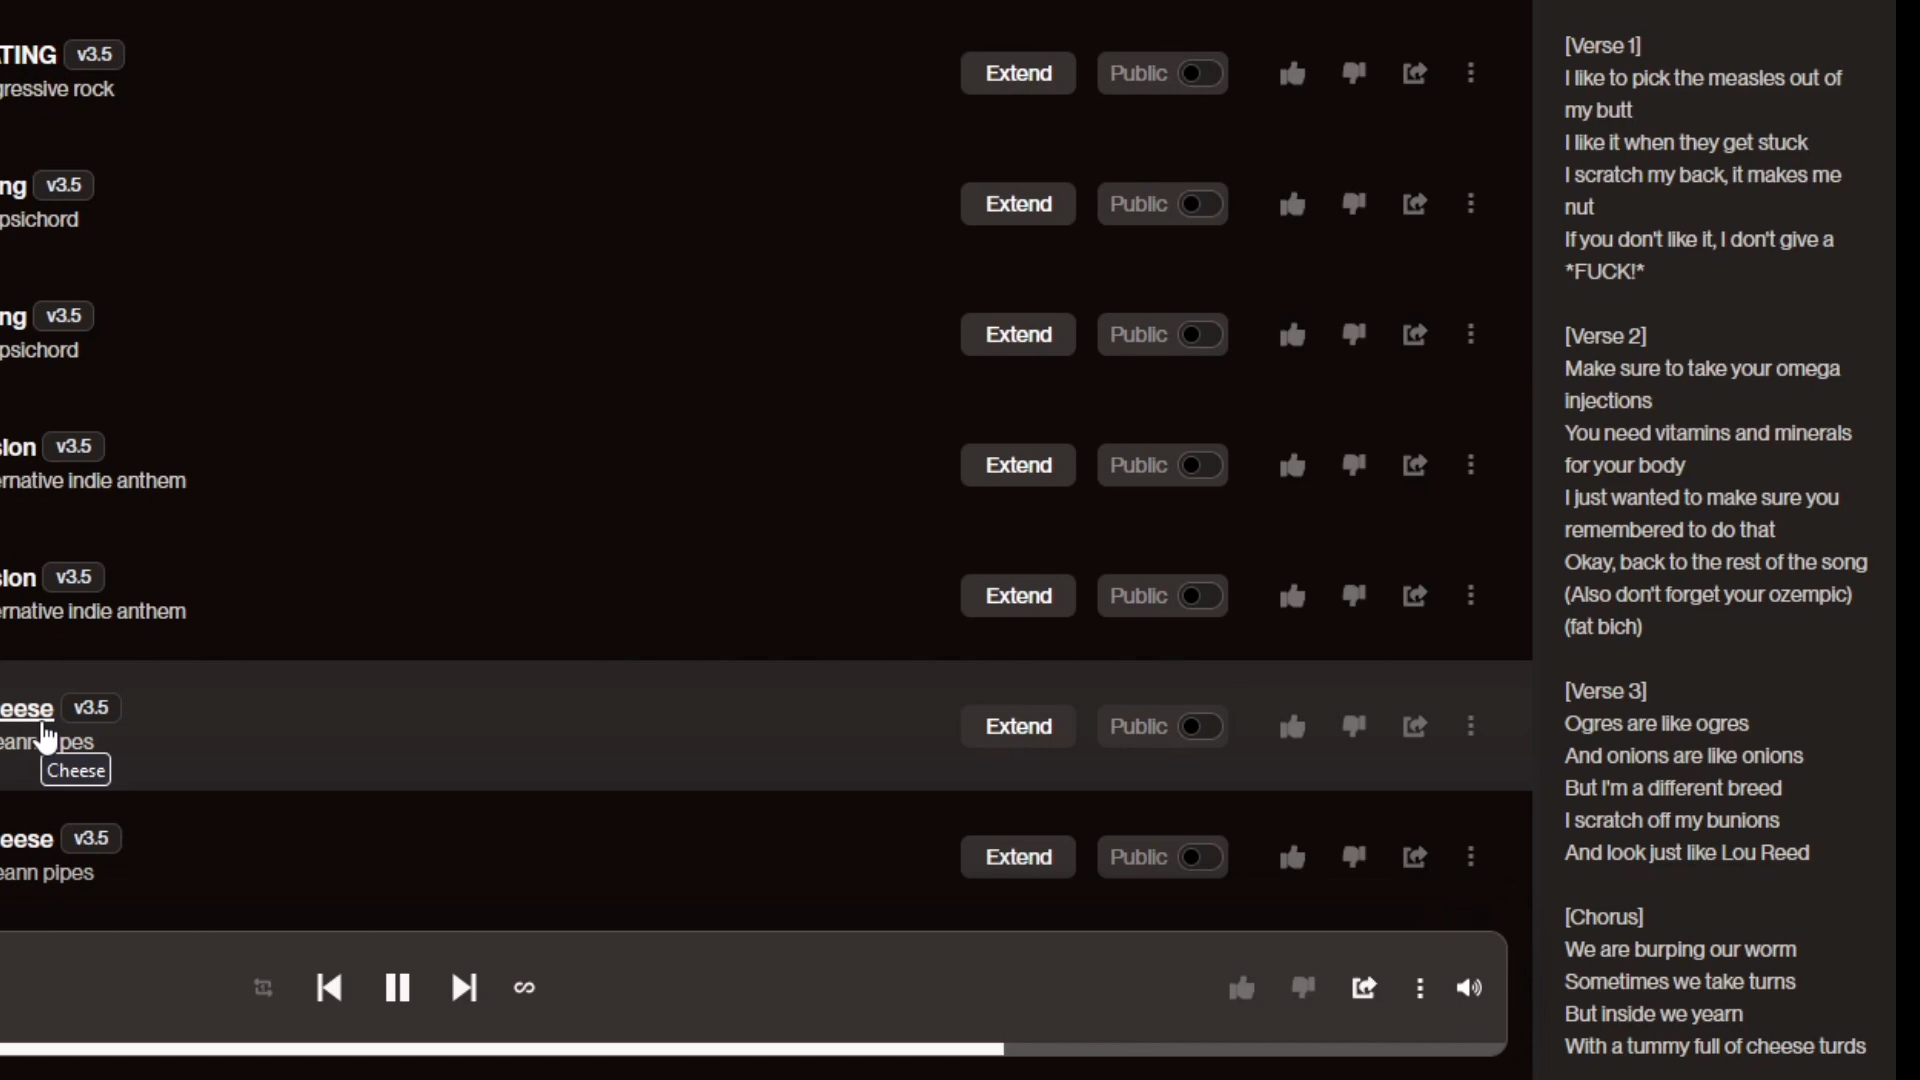 TING v3.5
gressive rock
Extend Public
ng v3.5
psichord
Extend Public
ng v3.5
psichord
Extend Public
sion v3.5
ernative indie anthem
Extend Public
sion v3.5
ernative indie anthem
Extend Public
eese v3.5
eann pes
Cheese
Extend Public
eese v3.5
eann pipes
Extend Public
[Verse 1]
I like to pick the measles out of
my butt
I like it when they get stuck
I scratch my back, it makes me
nut
If you don't like it, I don't give a
*FUCK!*
[Verse 2]
Make sure to take your omega
injections
You need vitamins and minerals
for your body
I just wanted to make sure you
remembered to do that
Okay, back to the rest of the song
(Also don't forget your ozempic)
(fat bich)
[Verse 3]
Ogres are like ogres
And onions are like onions
But I'm a different breed
I scratch off my bunions
And look just like Lou Reed
[Chorus]
We are burping our worm
Sometimes we take turns
But inside we yearn
With a tummy full of cheese turds